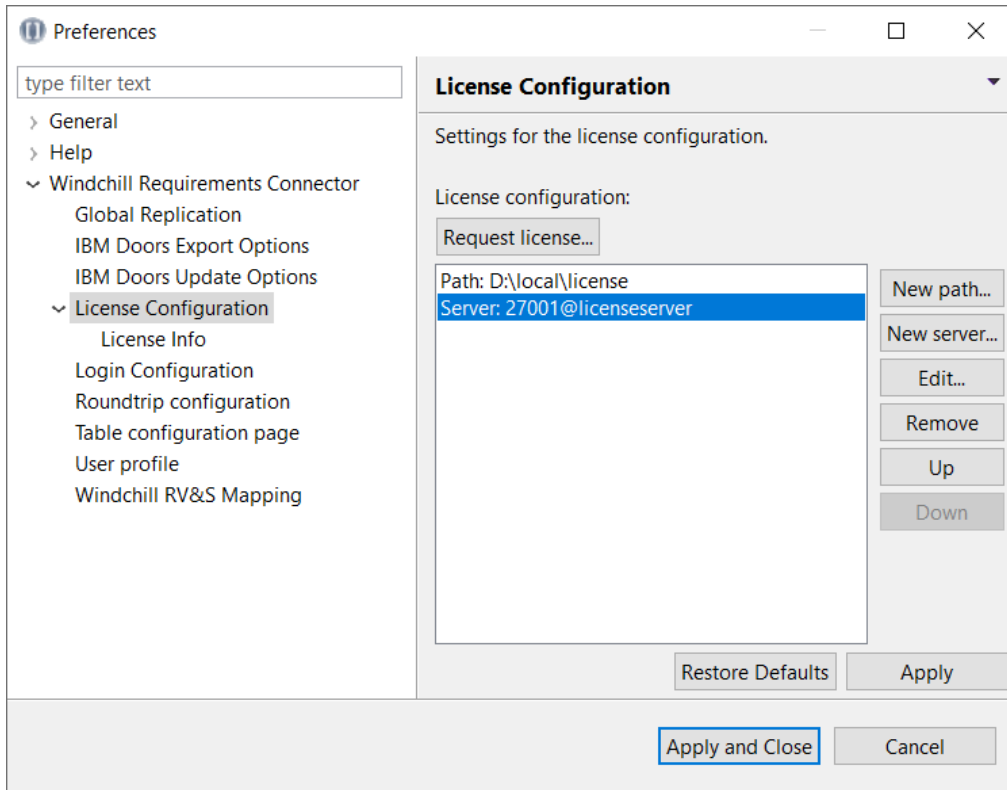 Preferences
type filter text
General
Help
Windchill Requirements Connector
Global Replication
IBM Doors Export Options
IBM Doors Update Options
License Configuration
License Info
Login Configuration
Roundtrip configuration
Table configuration page
User profile
Windchill RV&S Mapping
License Configuration
Settings for the license configuration.
License configuration:
Request license...
Path: D:\local\license
Server: 27001@licenseserver
New path...
New server...
Edit...
Remove
Up
Down
Restore Defaults
Apply
Apply and Close
Cancel